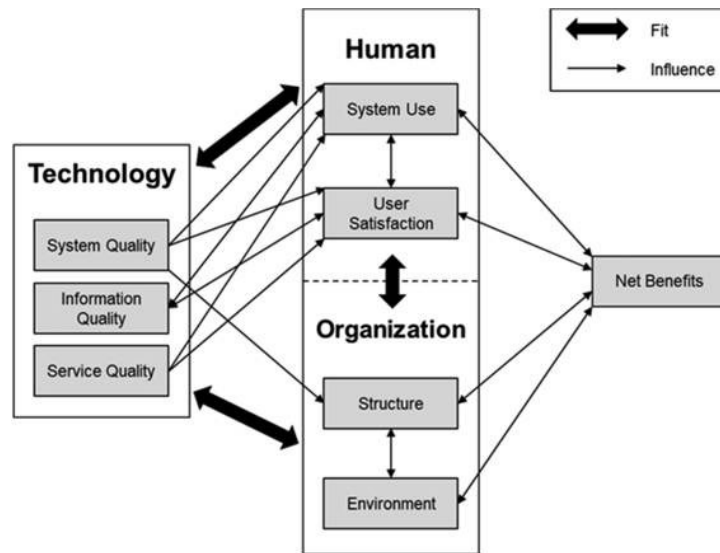 Human
Fit
Influence
System Use
Technology
System Quality
User
Satisfaction
Information
Quality
Net Benefits
Organization
Service Quality
Structure
Environment